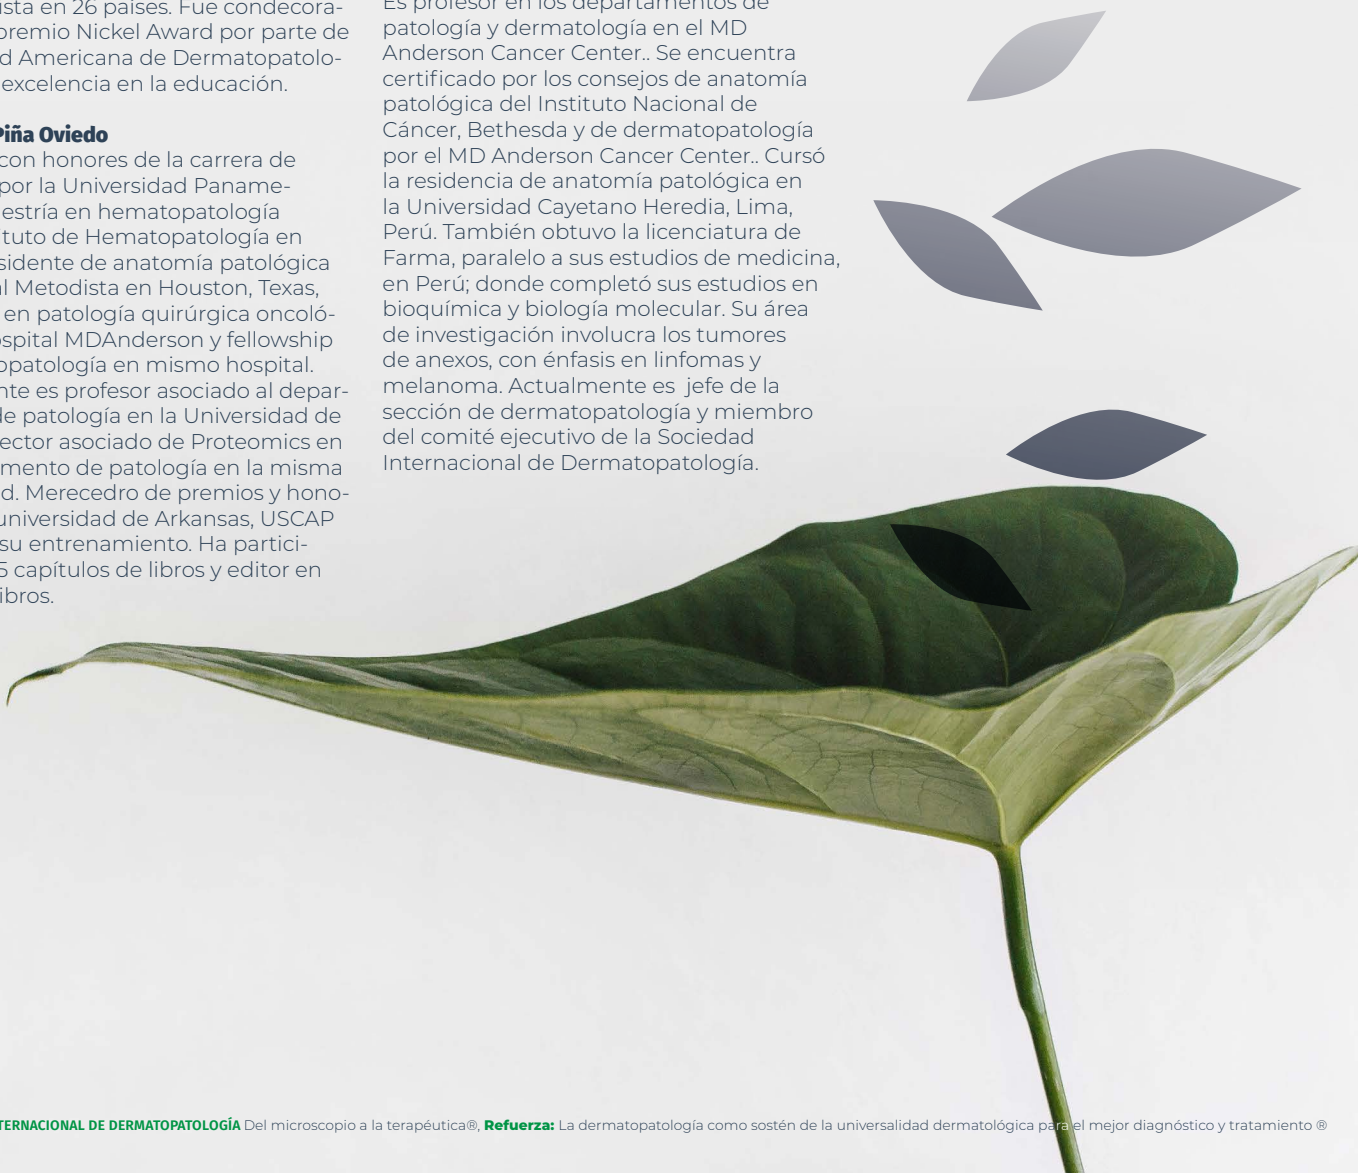 ista en 26 países. Fue condecora-
premio Nickel Award por parte de
d Americana de Dermatopatolo-
excelencia en la educación.
Piña Oviedo
con honores de la carrera de
por la Universidad Paname-
estría en hematopatología
ituto de Hematopatología en
sidente de anatomía patológica
al Metodista en Houston, Texas,
en patología quirúrgica oncoló-
ospital MDAnderson y fellowship
opatología en mismo hospital.
nte es profesor asociado al depar-
de patología en la Universidad de
ector asociado de Proteomics en
mento de patología en la misma
d. Merecedro de premios y hono-
universidad de Arkansas, USCAP
su entrenamiento. Ha partici-
5 capítulos de libros y editor en
ibros.
Es profesor en los departamentos de
patología y dermatología en el MD
Anderson Cancer Center.. Se encuentra
certificado por los consejos de anatomía
patológica del Instituto Nacional de
Cáncer, Bethesda y de dermatopatología
por el MD Anderson Cancer Center.. Cursó
la residencia de anatomía patológica en
la Universidad Cayetano Heredia, Lima,
Perú. También obtuvo la licenciatura de
Farma, paralelo a sus estudios de medicina,
en Perú; donde completó sus estudios en
bioquímica y biología molecular. Su área
de investigación involucra los tumores
de anexos, con énfasis en linfomas y
melanoma. Actualmente es  jefe de la
sección de dermatopatología y miembro
del comité ejecutivo de la Sociedad
Internacional de Dermatopatología.
TERNACIONAL DE DERMATOPATOLOGÍA Del microscopio a la terapéutica®, Refuerza: La dermatopatología como sostén de la universalidad dermatológica para el mejor diagnóstico y tratamiento ®